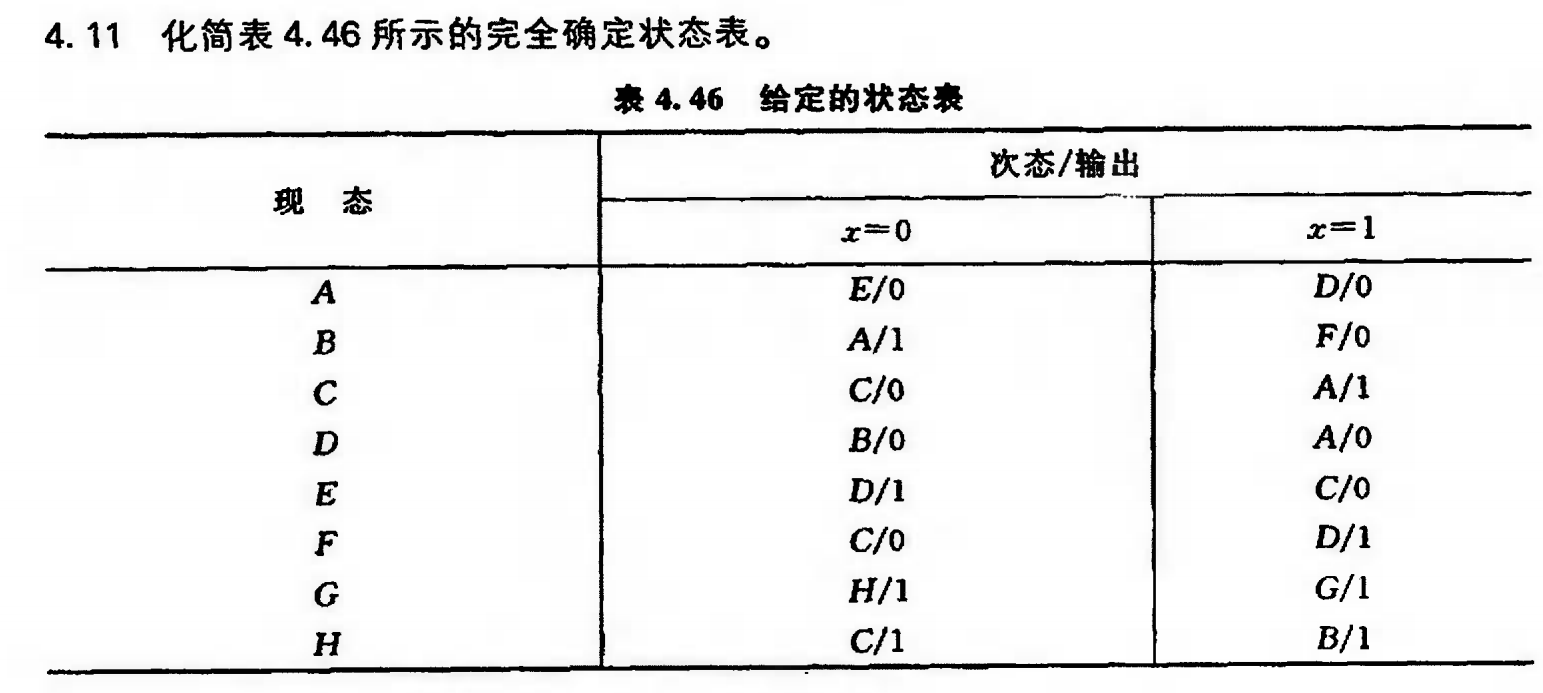 4.11 化简表 4.46 所示的完全确定状态表。
表 4.46 给定的状态表
现 态 次态/输出
x=0 x=1
A E/0 D/0
B A/1 F/0
C C/0 A/1
D B/0 A/0
E D/1 C/0
F C/0 D/1
G H/1 G/1
H C/1 B/1